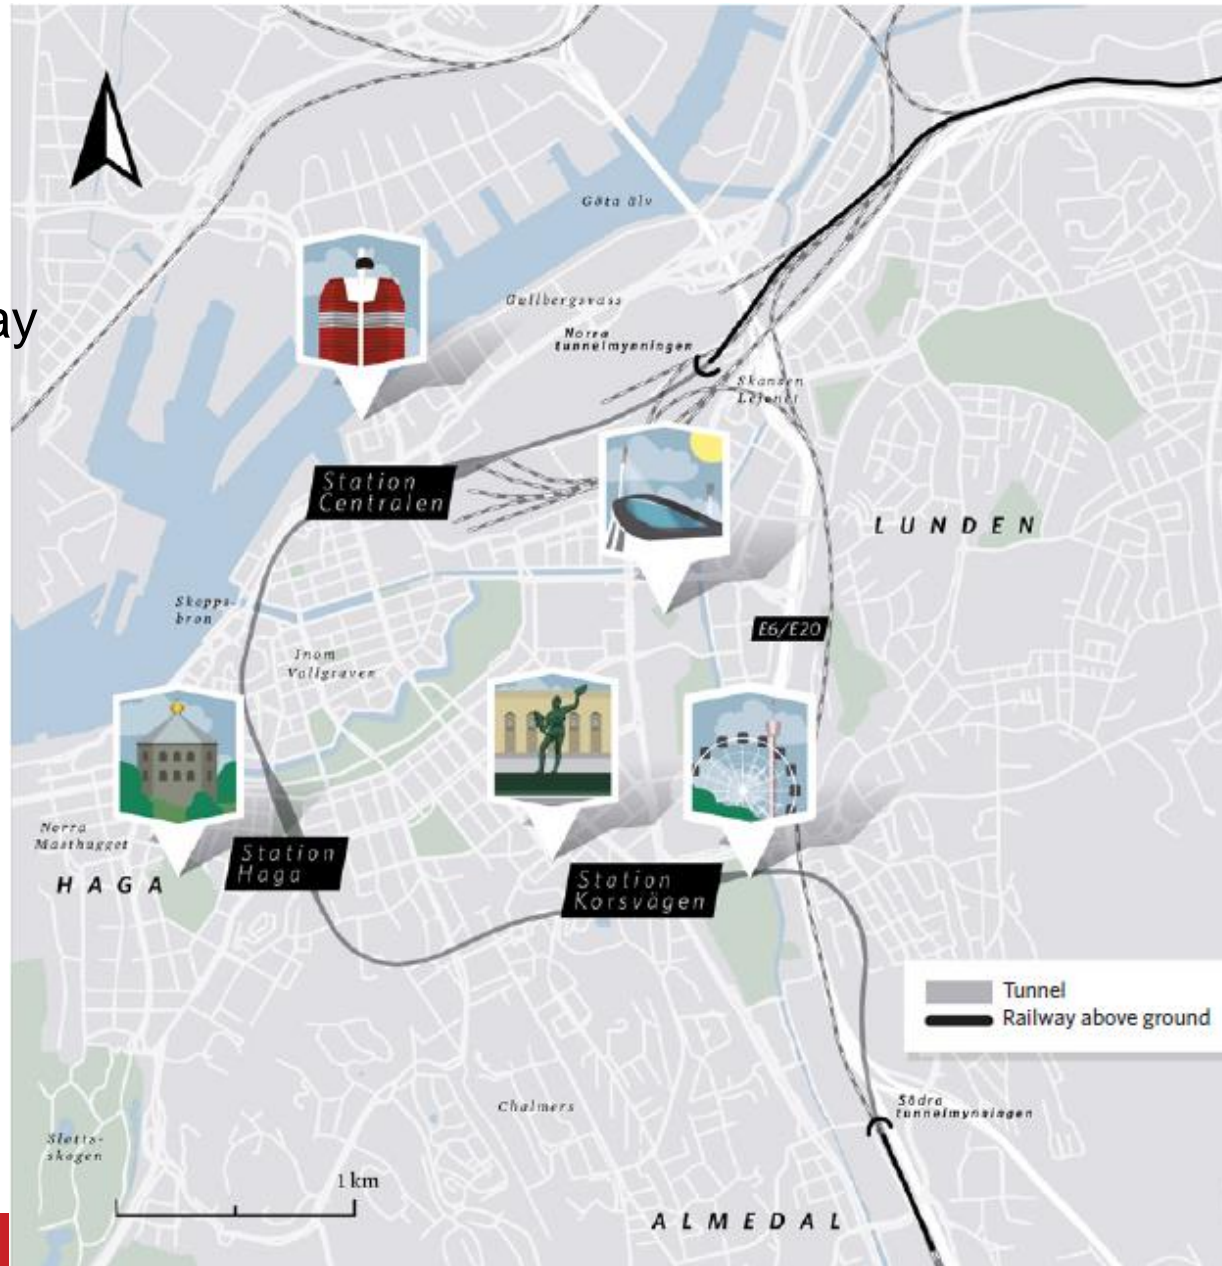 Göta älv
ay
Gullbergsvass
Norra
tunnelmynningen
Skansen
Lejonet
Station
Centralen
LUNDEN
Skepps-
bron
E6/E20
Inom
Vallgraven
Norra
Masthugget
HAGA
Station
Haga
Station
Korsvägen
Tunnel
Railway above ground
Chalmers
Södra
tunnelmynningen
Slotts-
skogen
1 km
ALMEDAL